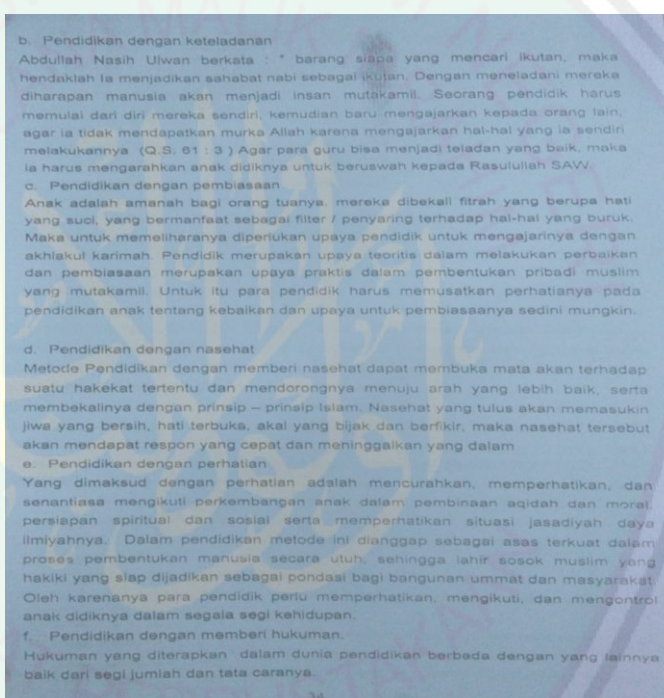 b. Pendidikan dengan keteladanan
Abdullah Nasih Ulwan berkata : " barang siapa yang mencari ikutan, maka
hendaklah Ia menjadikan sahabat nabi sebagai ikutan. Dengan meneladani mereka
diharapan manusia akan menjadi insan mutakamil. Seorang pendidik harus
memulai dari diri mereka sendiri, kemudian baru mengajarkan kepada orang lain,
agar ia tidak mendapatkan murka Allah karena mengajarkan hal-hal yang ia sendiri
melakukannya (Q.S. 61 : 3 ) Agar para guru bisa menjadi teladan yang baik, maka
Ia harus mengarahkan anak didiknya untuk beruswah kepada Rasulullah SAW.
c. Pendidikan dengan pembiasaan
Anak adalah amanah bagi orang tuanya. mereka dibekali fitrah yang berupa hati
yang suci, yang bermanfaat sebagai filter / penyaring terhadap hal-hal yang buruk.
Maka untuk memeliharanya diperlukan upaya pendidik untuk mengajarinya dengan
akhlakul karimah. Pendidik merupakan upaya teoritis dalam melakukan perbaikan
dan pembiasaan merupakan upaya praktis dalam pembentukan pribadi muslim
yang mutakamil. Untuk itu para pendidik harus memusatkan perhatianya pada
pendidikan anak tentang kebaikan dan upaya untuk pembiasaanya sedini mungkin.
d. Pendidikan dengan nasehat
Metode Pendidikan dengan memberi nasehat dapat membuka mata akan terhadap
suatu hakekat tertentu dan mendorongnya menuju arah yang lebih baik, serta
membekalinya dengan prinsip – prinsip Islam. Nasehat yang tulus akan memasukin
jiwa yang bersih, hati terbuka, akal yang bijak dan berfikir, maka nasehat tersebut
akan mendapat respon yang cepat dan meninggalkan yang dalam
e. Pendidikan dengan perhatian
Yang dimaksud dengan perhatian adalah mencurahkan, memperhatikan, dan
senantiasa mengikuti perkembangan anak dalam pembinaan aqidah dan moral,
persiapan spiritual dan sosial serta memperhatikan situasi jasadiyah daya
ilmiyahnya. Dalam pendidikan metode ini dianggap sebagai asas terkuat dalam
proses pembentukan manusia secara utuh, sehingga lahir sosok muslim yang
hakiki yang siap dijadikan sebagai pondasi bagi bangunan ummat dan masyarakat.
Oleh karenanya para pendidik perlu memperhatikan, mengikuti, dan mengontrol
anak didiknya dalam segala segi kehidupan.
f. Pendidikan dengan memberi hukuman.
Hukuman yang diterapkan dalam dunia pendidikan berbeda dengan yang lainnya
baik dari segi jumlah dan tata caranya.
34